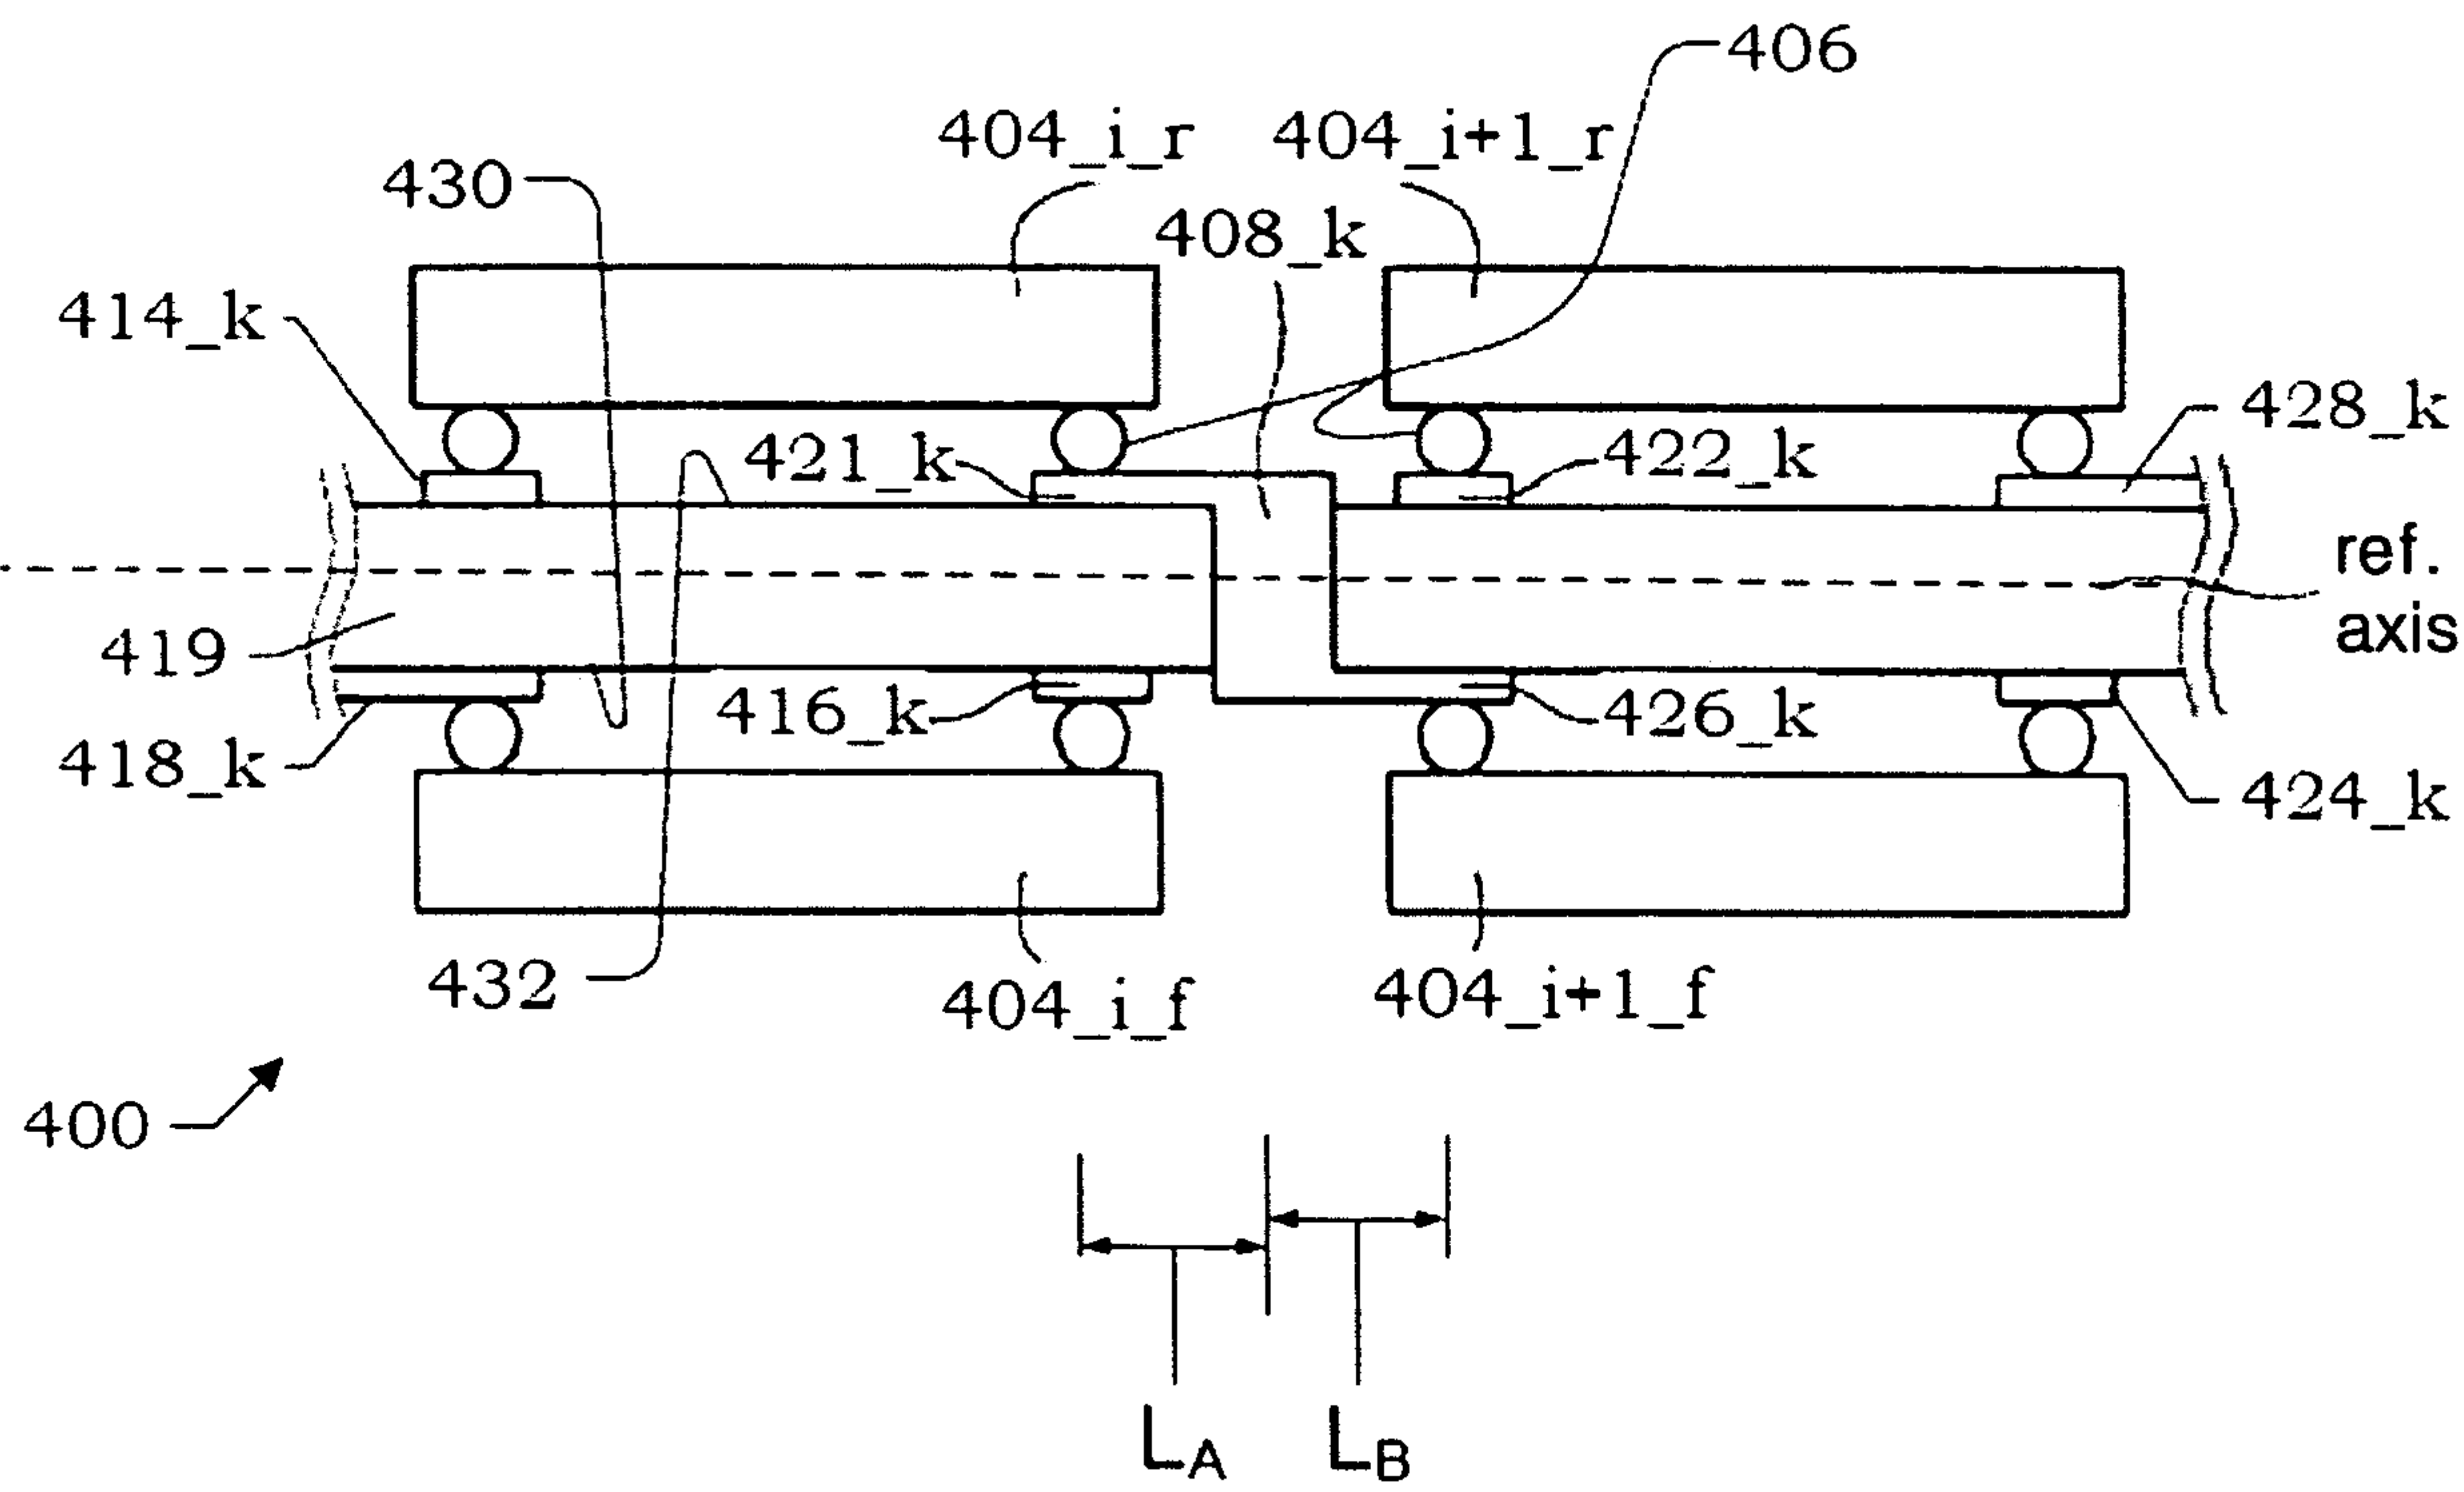 406
404_i_r
404_i+1_r
430
408_k
414_k
428_k
421_k
422_k
ref.
axis
419
416_k
426_k
418_k
424_k
432
404_i_f
404_i+1_f
400
LA
LB